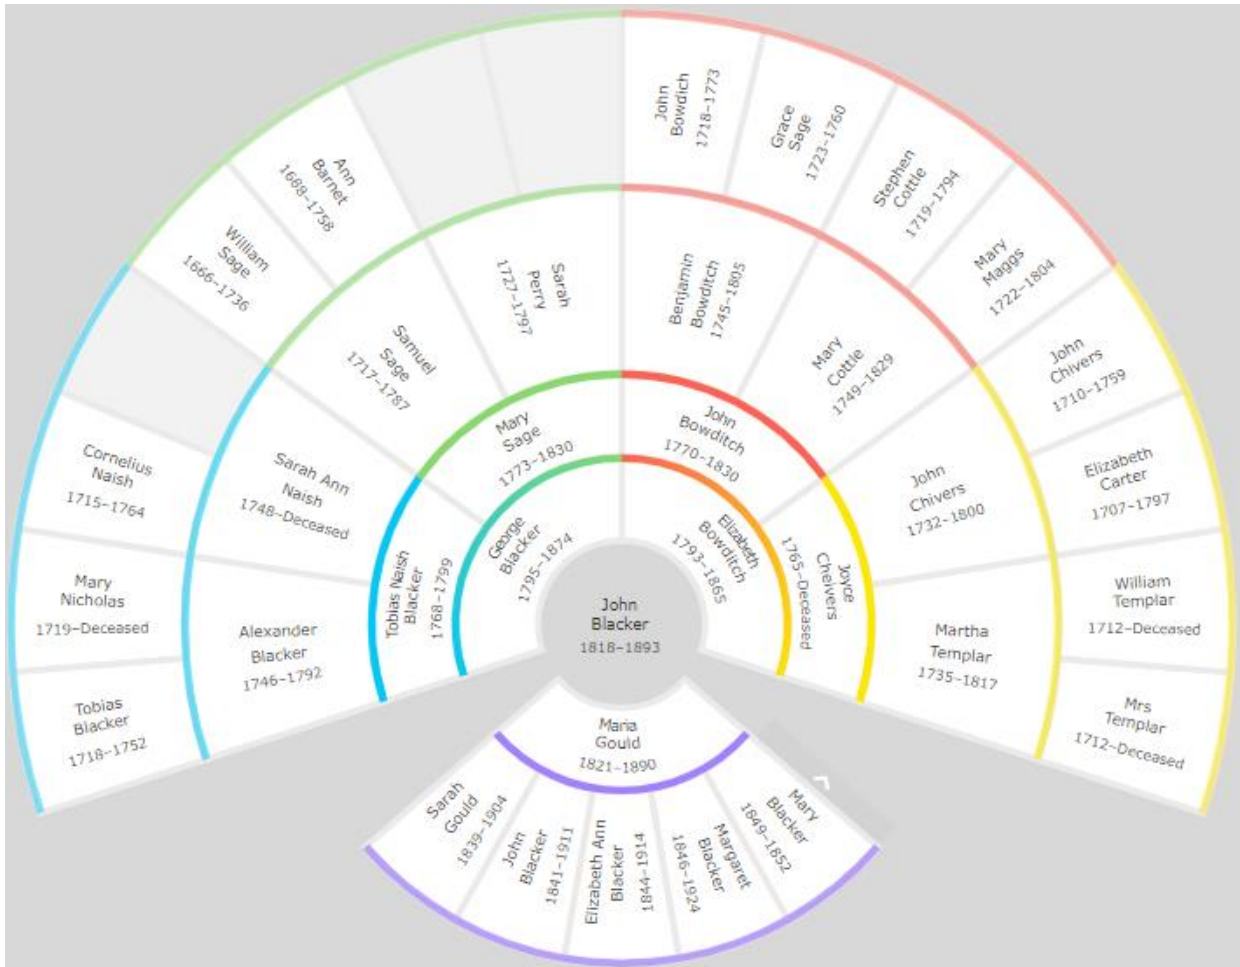 John
Bowdich
1718-1773
Grace
Sage
1723-1760
Stephen
Cottle
1719-1794
Mary
Maggs
1722-1804
John
Chivers
1710-1759
Elizabeth
Carter
1707-1797
William
Templar
1712-Deceased
Mrs
Templar
1712-Deceased
Ann
Barnet
1688-1758
William
Sage
1666-1736
Cornelius
Naish
1715-1764
Mary
Nicholas
1719-Deceased
Tobias
Blacker
1718-1752
Alexander
Blacker
1746-1792
Sarah Ann
Naish
1748-Deceased
Samuel
Sage
1717-1787
Sarah
Perry
1727-1797
Benjamin
Bowditch
1745-1805
Mary
Cottle
1749-1829
John
Chivers
1732-1800
Martha
Templar
1735-1817
Tobias Naish
Blacker
1768-1799
Mary
Sage
1773-1830
John
Bowditch
1770-1830
Joyce
Cheivers
1765-Deceased
George
Blacker
1795-1874
Elizabeth
Bowditch
1793-1865
John
Blacker
1818-1893
Maria
Gould
1821-1890
Sarah
Gould
1839-1904
John
Blacker
1841-1911
Elizabeth Ann
Blacker
1844-1914
Margaret
Blacker
1846-1924
Mary
Blacker
1849-1852